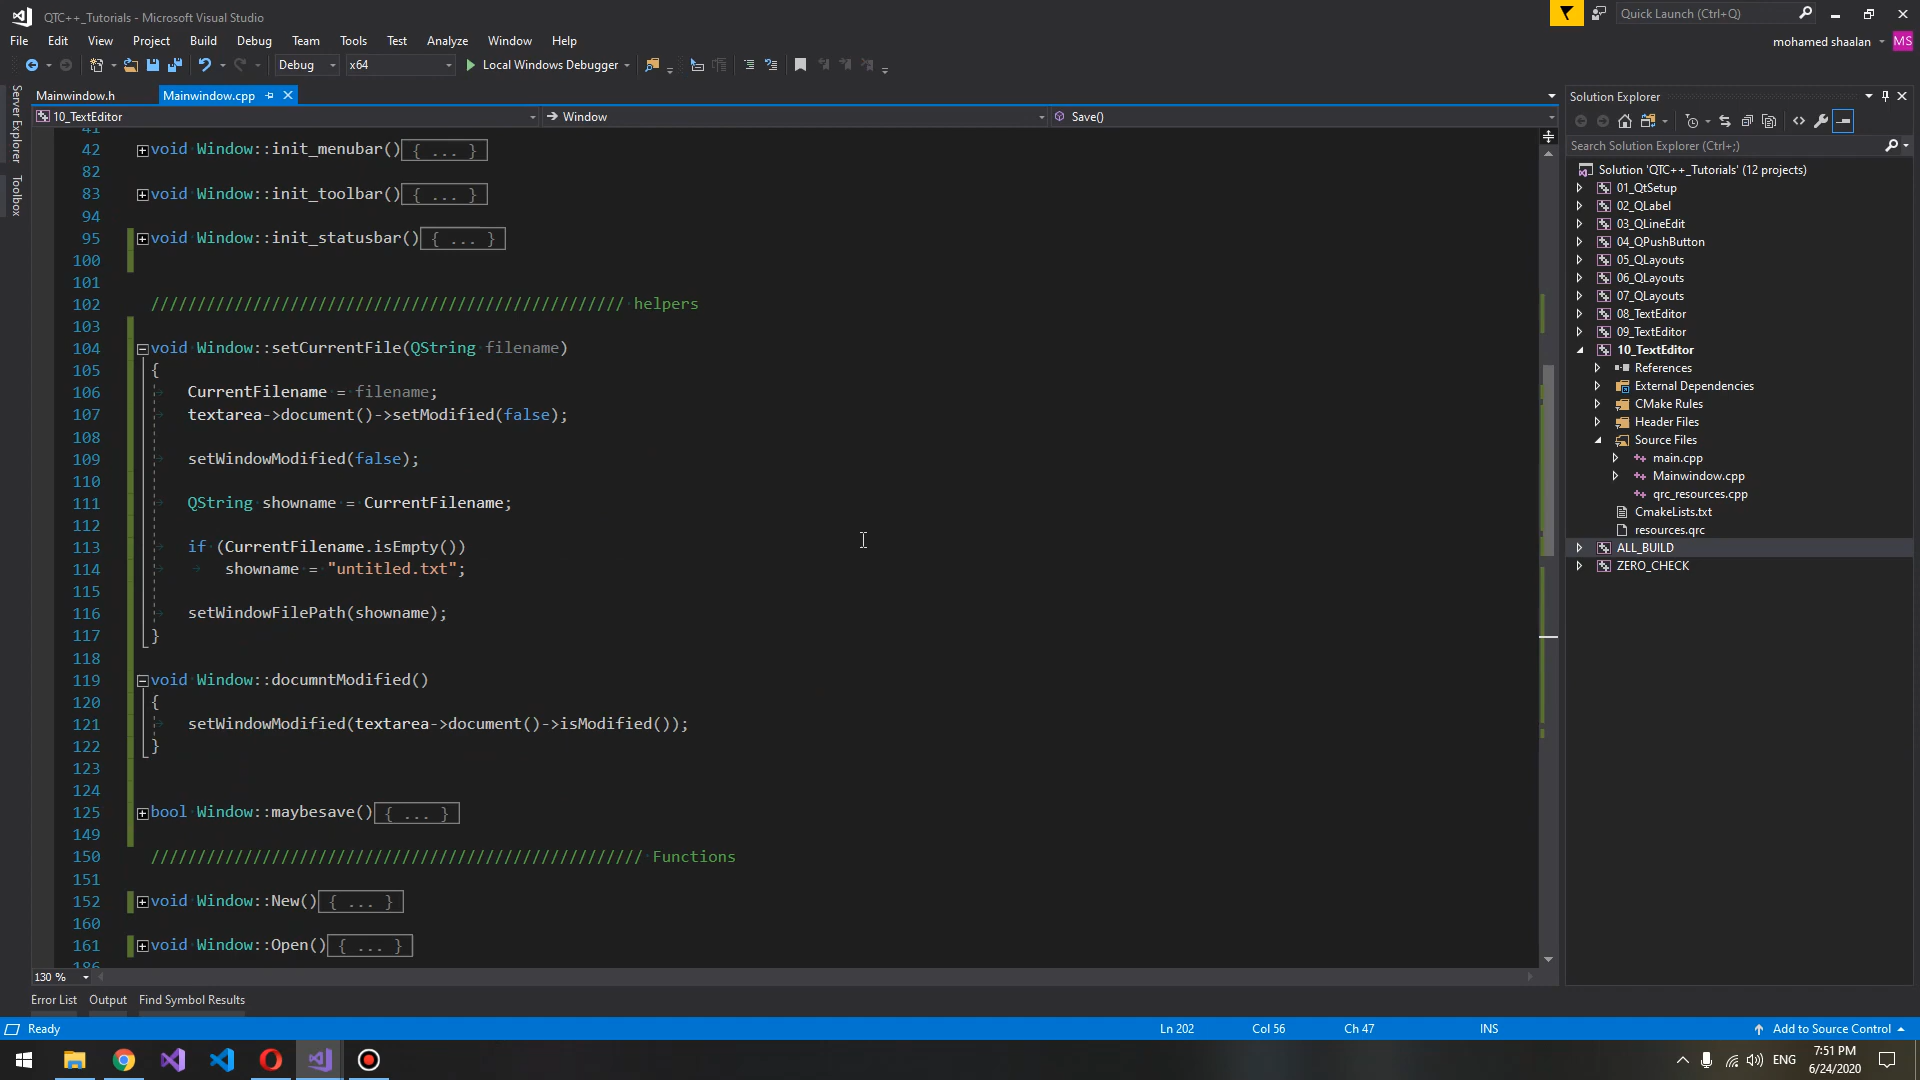 QTC++_Tutorials - Microsoft Visual Studio
Quick Launch (Ctrl+Q)
File Edit View Project Build Debug Team Tools Test Analyze Window Help
mohamed shaalan MS
Debug x64 Local Windows Debugger
Server Explorer
Toolbox
Mainwindow.h Mainwindow.cpp
10_TextEditor Window Save()
41
42 void Window::init_menubar(){ ... }
82
83 void Window::init_toolbar(){ ... }
94
95 void Window::init_statusbar(){ ... }
100
101
102 /////////////////////////////////////////////////// helpers
103
104 void Window::setCurrentFile(QString filename)
105 {
106 CurrentFilename = filename;
107 textarea->document()->setModified(false);
108
109 setWindowModified(false);
110
111 QString showname = CurrentFilename;
112
113 if (CurrentFilename.isEmpty())
114 showname = "untitled.txt";
115
116 setWindowFilePath(showname);
117 }
118
119 void Window::documntModified()
120 {
121 setWindowModified(textarea->document()->isModified());
122 }
123
124
125 bool Window::maybesave(){ ... }
149
150 ///////////////////////////////////////////////////// Functions
151
152 void Window::New(){ ... }
160
161 void Window::Open(){ ... }
186
130 %
Solution Explorer
Search Solution Explorer (Ctrl+;)
Solution 'QTC++_Tutorials' (12 projects)
01_QtSetup
02_QLabel
03_QLineEdit
04_QPushButton
05_QLayouts
06_QLayouts
07_QLayouts
08_TextEditor
09_TextEditor
10_TextEditor
References
External Dependencies
CMake Rules
Header Files
Source Files
main.cpp
Mainwindow.cpp
qrc_resources.cpp
CmakeLists.txt
resources.qrc
ALL_BUILD
ZERO_CHECK
Error List Output Find Symbol Results
Ready Ln 202 Col 56 Ch 47 INS Add to Source Control
ENG
7:51 PM
6/24/2020